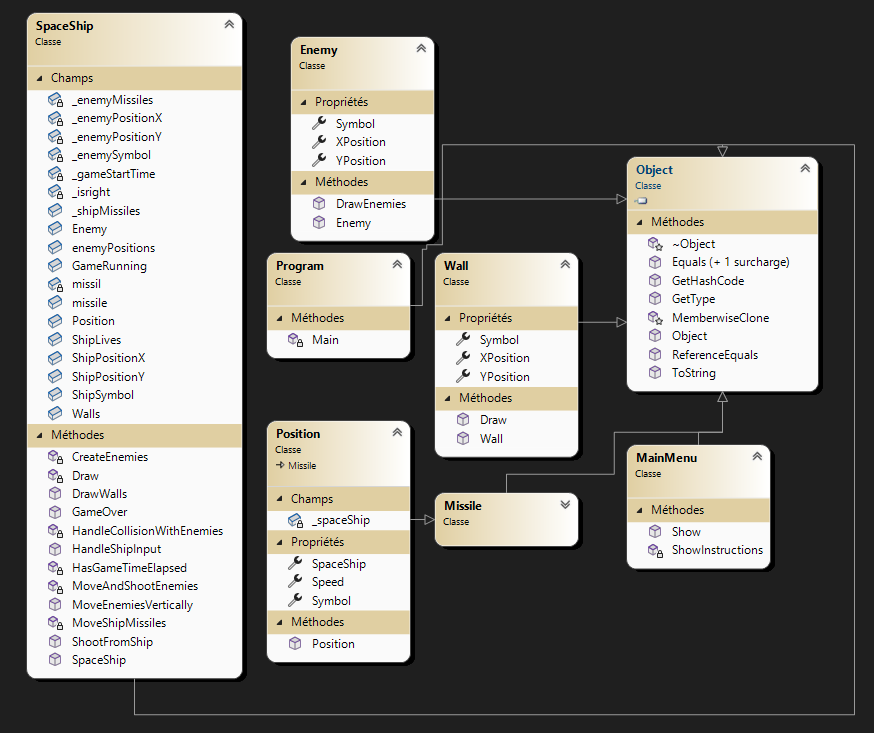 SpaceShip
Classe
Champs
_enemyMissiles
_enemyPositionX
_enemyPositionY
_enemySymbol
_gameStartTime
_isright
_shipMissiles
Enemy
enemyPositions
GameRunning
missil
missile
Position
ShipLives
ShipPositionX
ShipPositionY
ShipSymbol
Walls
Méthodes
CreateEnemies
Draw
DrawWalls
GameOver
HandleCollisionWithEnemies
HandleShipInput
HasGameTimeElapsed
MoveAndShootEnemies
MoveEnemiesVertically
MoveShipMissiles
ShootFromShip
SpaceShip
Enemy
Classe
Propriétés
Symbol
XPosition
YPosition
Méthodes
DrawEnemies
Enemy
Program
Classe
Méthodes
Main
Wall
Classe
Propriétés
Symbol
XPosition
YPosition
Méthodes
Draw
Wall
Position
Classe
Missile
Champs
_spaceShip
Propriétés
SpaceShip
Speed
Symbol
Méthodes
Position
Missile
Classe
Object
Classe
Méthodes
~Object
Equals (+ 1 surcharge)
GetHashCode
GetType
MemberwiseClone
Object
ReferenceEquals
ToString
MainMenu
Classe
Méthodes
Show
ShowInstructions